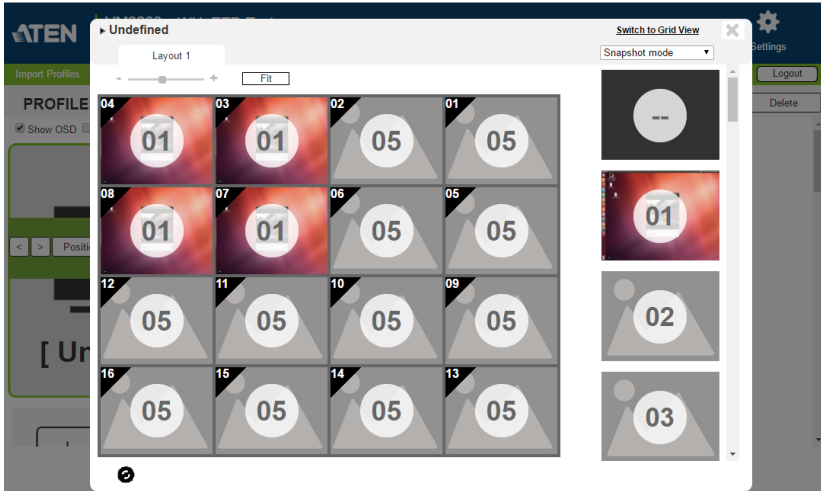 ATEN
Undefined
Switch to Grid View
Settings
Layout 1
Snapshot mode
Import Profiles
- +
Fit
Logout
PROFILE
Delete
Show OSD
04 03 02 01
01 01 05 05
--
08 07 06 05
01 01 05 05
01
< > Positi
12 11 10 09
05 05 05 05
02
[ Un
16 15 14 13
05 05 05 05
03